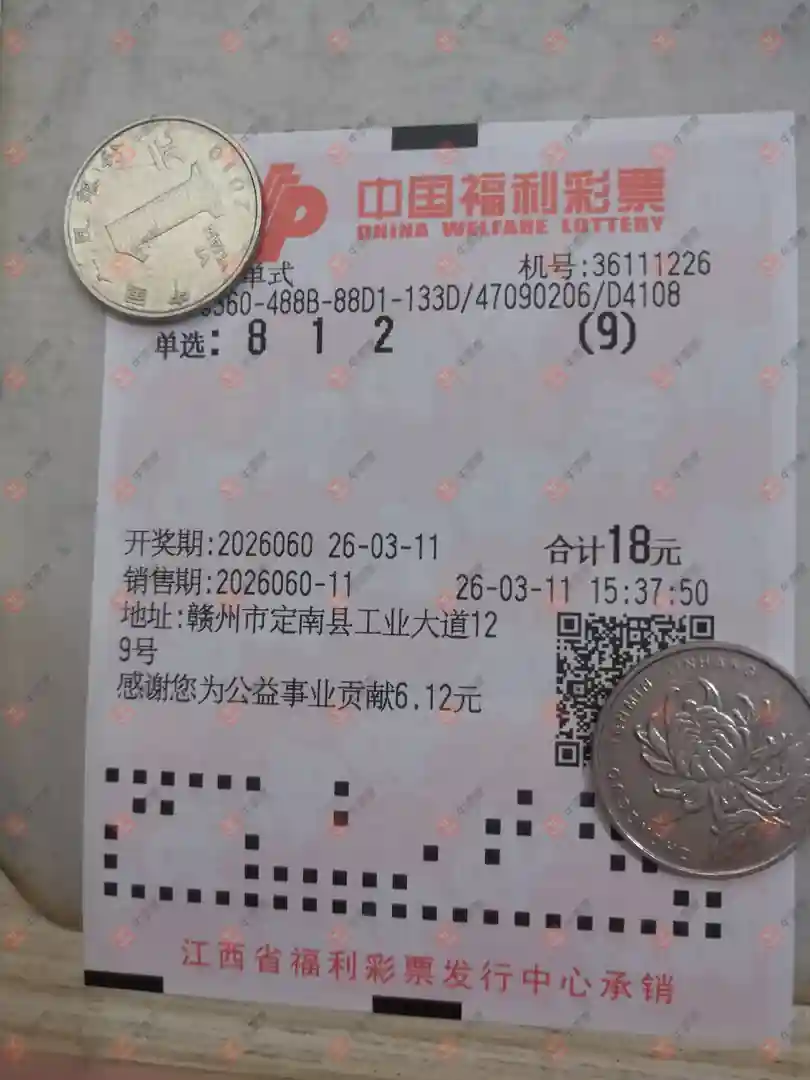 中国福利彩票
CHINA WELFARE LOTTERY
单式 机号:36111226
360-488B-88D1-133D/47090206/D4108
单选: 8 1 2 (9)
开奖期:2026060 26-03-11 合计18元
销售期:2026060-11 26-03-11 15:37:50
地址:赣州市定南县工业大道12
9号
感谢您为公益事业贡献6.12元
江西省福利彩票发行中心承销